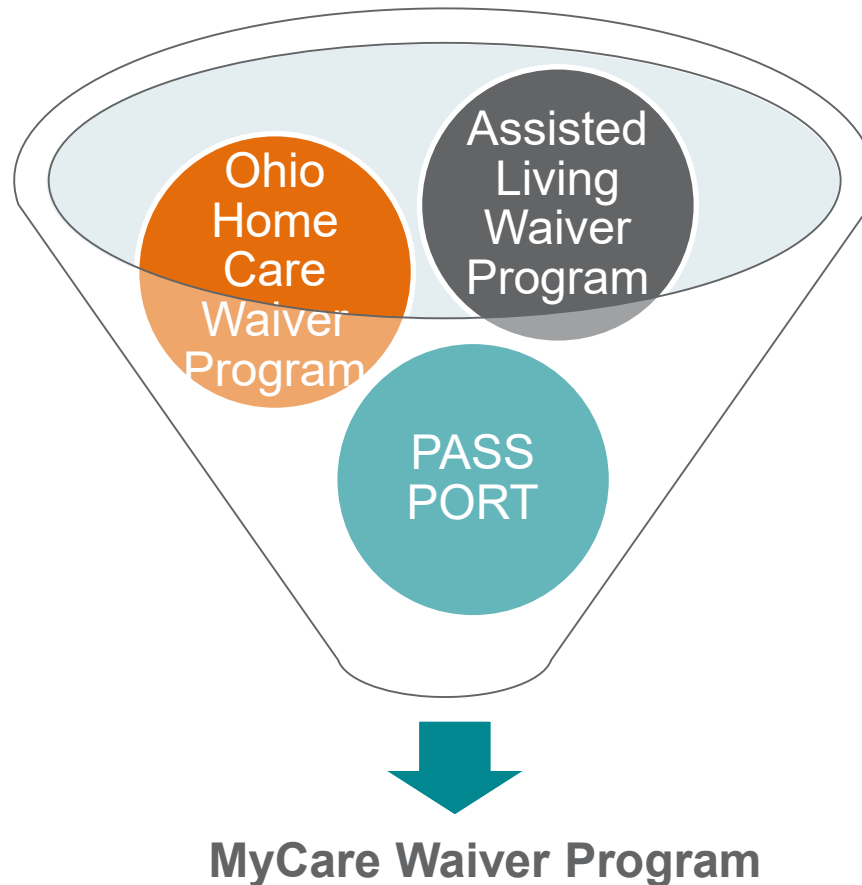 Ohio
Home
Care
Waiver
Program
Assisted
Living
Waiver
Program
PASS
PORT
MyCare Waiver Program